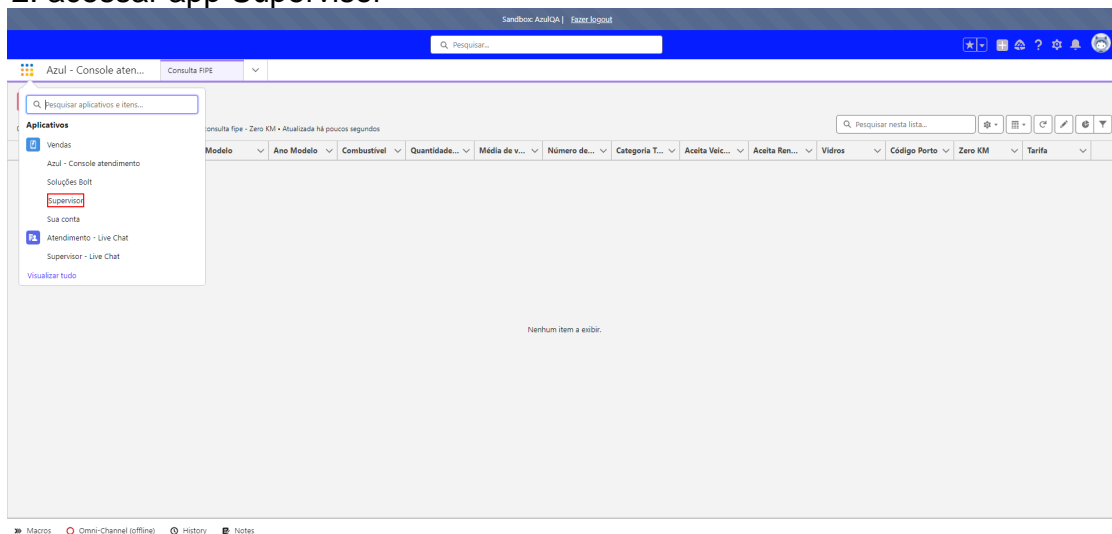 2. acessar app Supervisor
Sandbox: AzulQA | Fazer logout
Pesquisar...
Azul - Console aten...
Consulta FIPE
Pesquisar aplicativos e itens...
Aplicativos
Vendas
Azul - Console atendimento
Soluções Bolt
Supervisor
Sua conta
Atendimento - Live Chat
Supervisor - Live Chat
Visualizar tudo
onsulta fipe - Zero KM • Atualizada há poucos segundos
Pesquisar nesta lista...
Modelo
Ano Modelo
Combustível
Quantidade...
Média de v...
Número de...
Categoria T...
Aceita Veic...
Aceita Ren...
Vidros
Código Porto
Zero KM
Tarifa
Nenhum item a exibir.
Macros
Omni-Channel (offline)
History
Notes